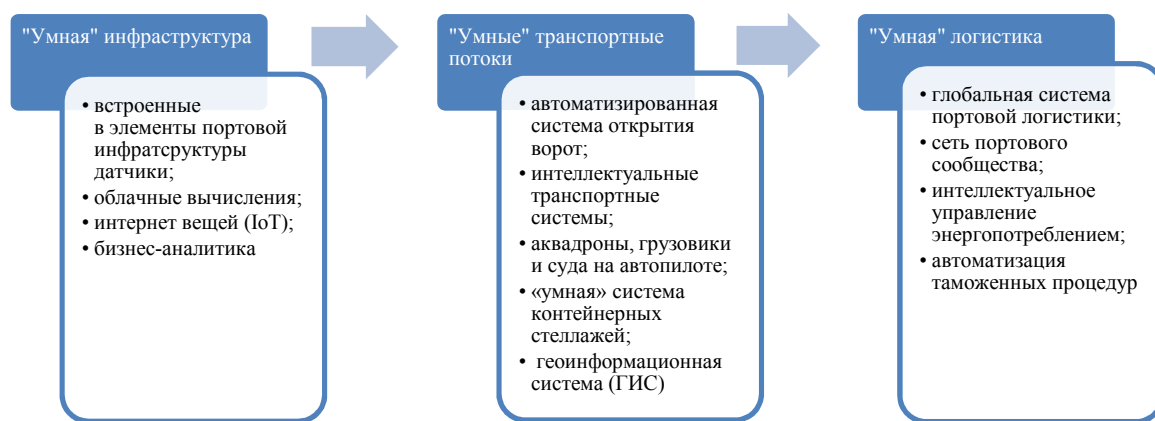 "Умная" инфраструктура
• встроенные
в элементы портовой
инфратсруктуры
датчики;
• облачные вычисления;
• интернет вещей (IoT);
• бизнес-аналитика
"Умные" транспортные
потоки
• автоматизированная
система открытия
ворот;
• интеллектуальные
транспортные
системы;
• аквадроны, грузовики
и суда на автопилоте;
• «умная» система
контейнерных
стеллажей;
• геоинформационная
система (ГИС)
"Умная" логистика
• глобальная система
портовой логистики;
• сеть портового
сообщества;
• интеллектуальное
управление
энергопотреблением;
• автоматизация
таможенных процедур